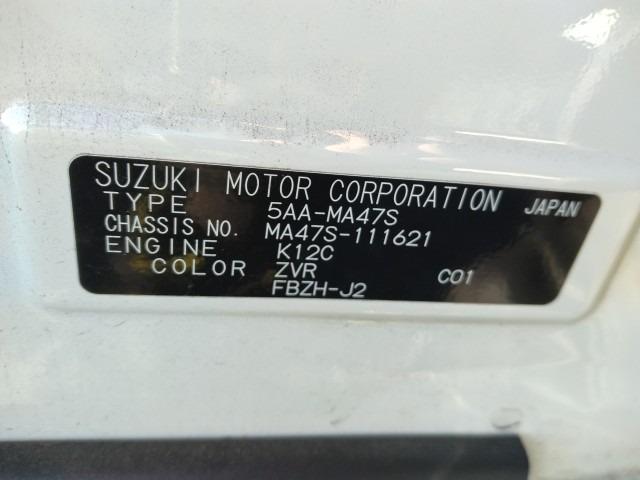 SUZUKI MOTOR CORPORATION JAPAN
TYPE 5AA-MA47S
CHASSIS NO. MA47S-111621
ENGINE K12C
COLOR ZVR C01
FBZH-J2